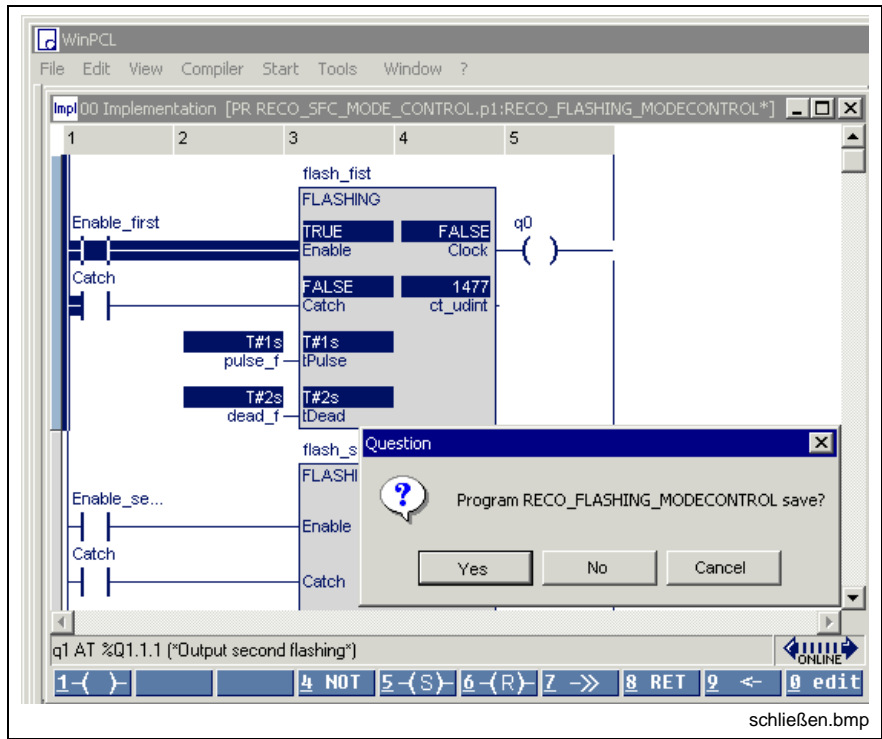 WinPCL
File Edit View Compiler Start Tools Window ?
Impl 00 Implementation [PR RECO_SFC_MODE_CONTROL.p1:RECO_FLASHING_MODECONTROL*]
1 2 3 4 5
flash_fist
FLASHING
Enable_first
TRUE FALSE q0
Enable Clock
Catch
FALSE 1477
Catch ct_udint
T#1s T#1s
pulse_f tPulse
T#2s T#2s
dead_f tDead
flash_s
FLASHI
Enable_se...
Enable
Catch
Catch
Question
Program RECO_FLASHING_MODECONTROL save?
Yes No Cancel
q1 AT %Q1.1.1 (*Output second flashing*)
ONLINE
1-( )- 4 NOT 5-(S)- 6-(R)- 7 ->> 8 RET 9 <- 0 edit
schließen.bmp